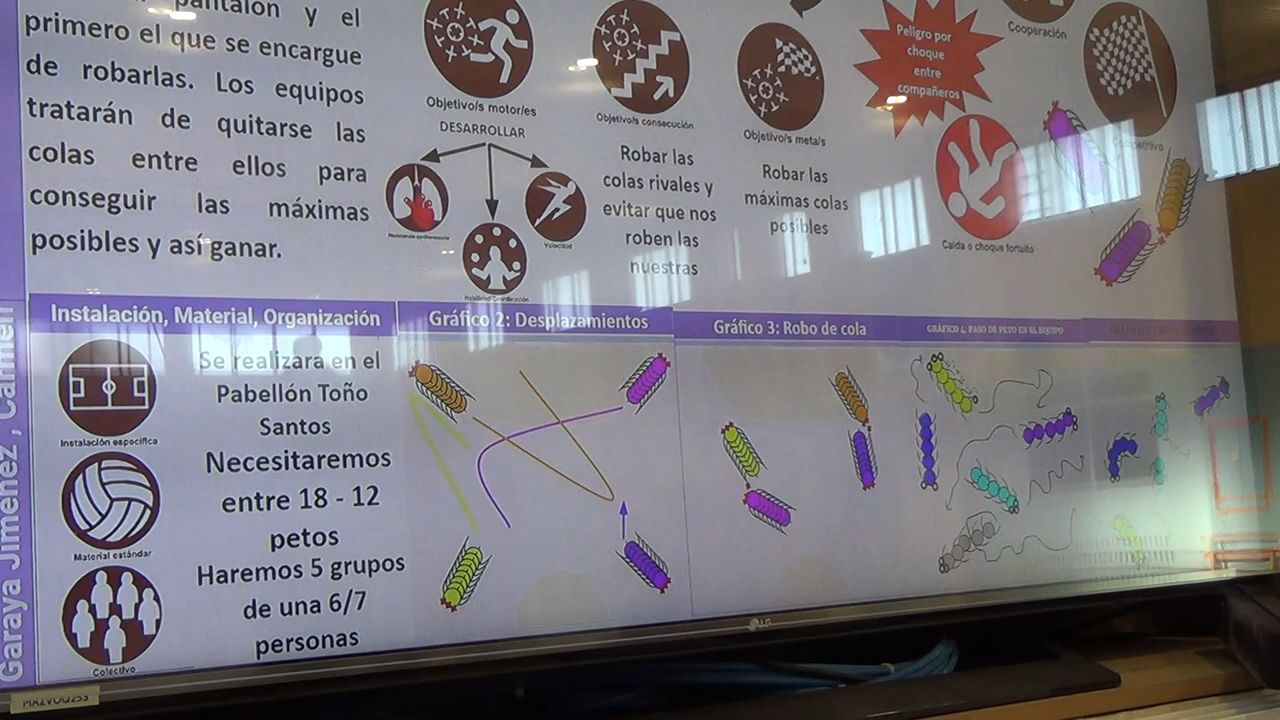 pantalón y el
primero el que se encargue
de robarlas. Los equipos
tratarán de quitarse las
colas entre ellos para
conseguir las máximas
posibles y así ganar.
Objetivo/s motor/es
DESARROLLAR
Velocidad
Habilidad Coordinación
Objetivo/s consecución
Robar las
colas rivales y
evitar que nos
roben las
nuestras
Objetivo/s meta/s
Robar las
máximas colas
posibles
Peligro por
choque
entre
compañeros
Caída o choque fortuito
Cooperación
Competitivo
Garaya Jiménez , Carmen
Instalación, Material, Organización
Instalación específica
Se realizara en el
Pabellón Toño
Santos
Material estándar
Necesitaremos
entre 18 - 12
petos
Colectivo
Haremos 5 grupos
de una 6/7
personas
Gráfico 2: Desplazamientos
Gráfico 3: Robo de cola
GRÁFICO 4: PASO DE PETO EN EL EQUIPO
LG